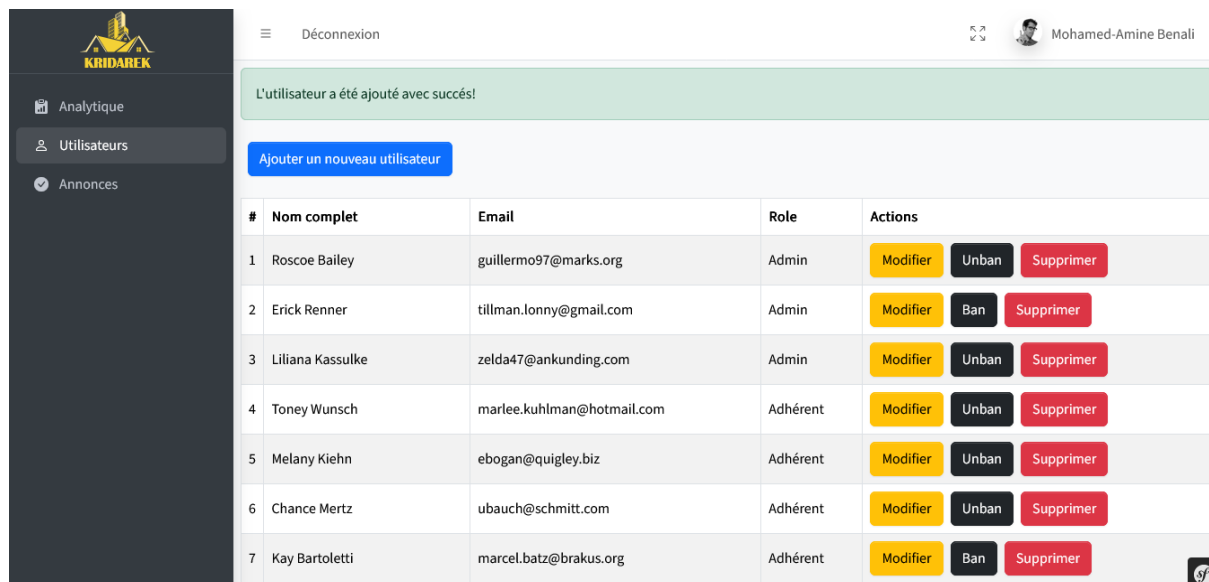 KRIDAREK
Déconnexion
Mohamed-Amine Benali
Analytique
Utilisateurs
Annonces
L'utilisateur a été ajouté avec succés!
Ajouter un nouveau utilisateur
# Nom complet Email Role Actions
1 Roscoe Bailey guillermo97@marks.org Admin Modifier Unban Supprimer
2 Erick Renner tillman.lonny@gmail.com Admin Modifier Ban Supprimer
3 Liliana Kassulke zelda47@ankunding.com Admin Modifier Unban Supprimer
4 Toney Wunsch marlee.kuhlman@hotmail.com Adhérent Modifier Unban Supprimer
5 Melany Kiehn ebogan@quigley.biz Adhérent Modifier Unban Supprimer
6 Chance Mertz ubauch@schmitt.com Adhérent Modifier Unban Supprimer
7 Kay Bartoletti marcel.batz@brakus.org Adhérent Modifier Ban Supprimer
sf